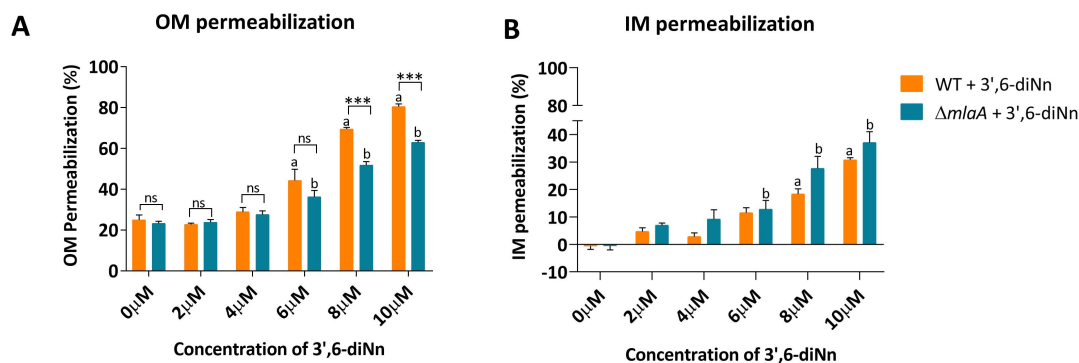 A
OM permeabilization
OM Permeabilization (%)
100
80
60
40
20
0
ns
ns
ns
ns
***
***
a
b
a
b
a
b
0µM
2µM
4µM
6µM
8µM
10µM
Concentration of 3',6-diNn
B
IM permeabilization
IM pemeabilization (%)
100
80
40
30
20
10
0
-10
b
a
b
a
b
0µM
2µM
4µM
6µM
8µM
10µM
Concentration of 3',6-diNn
WT + 3',6-diNn
ΔmlaA + 3',6-diNn